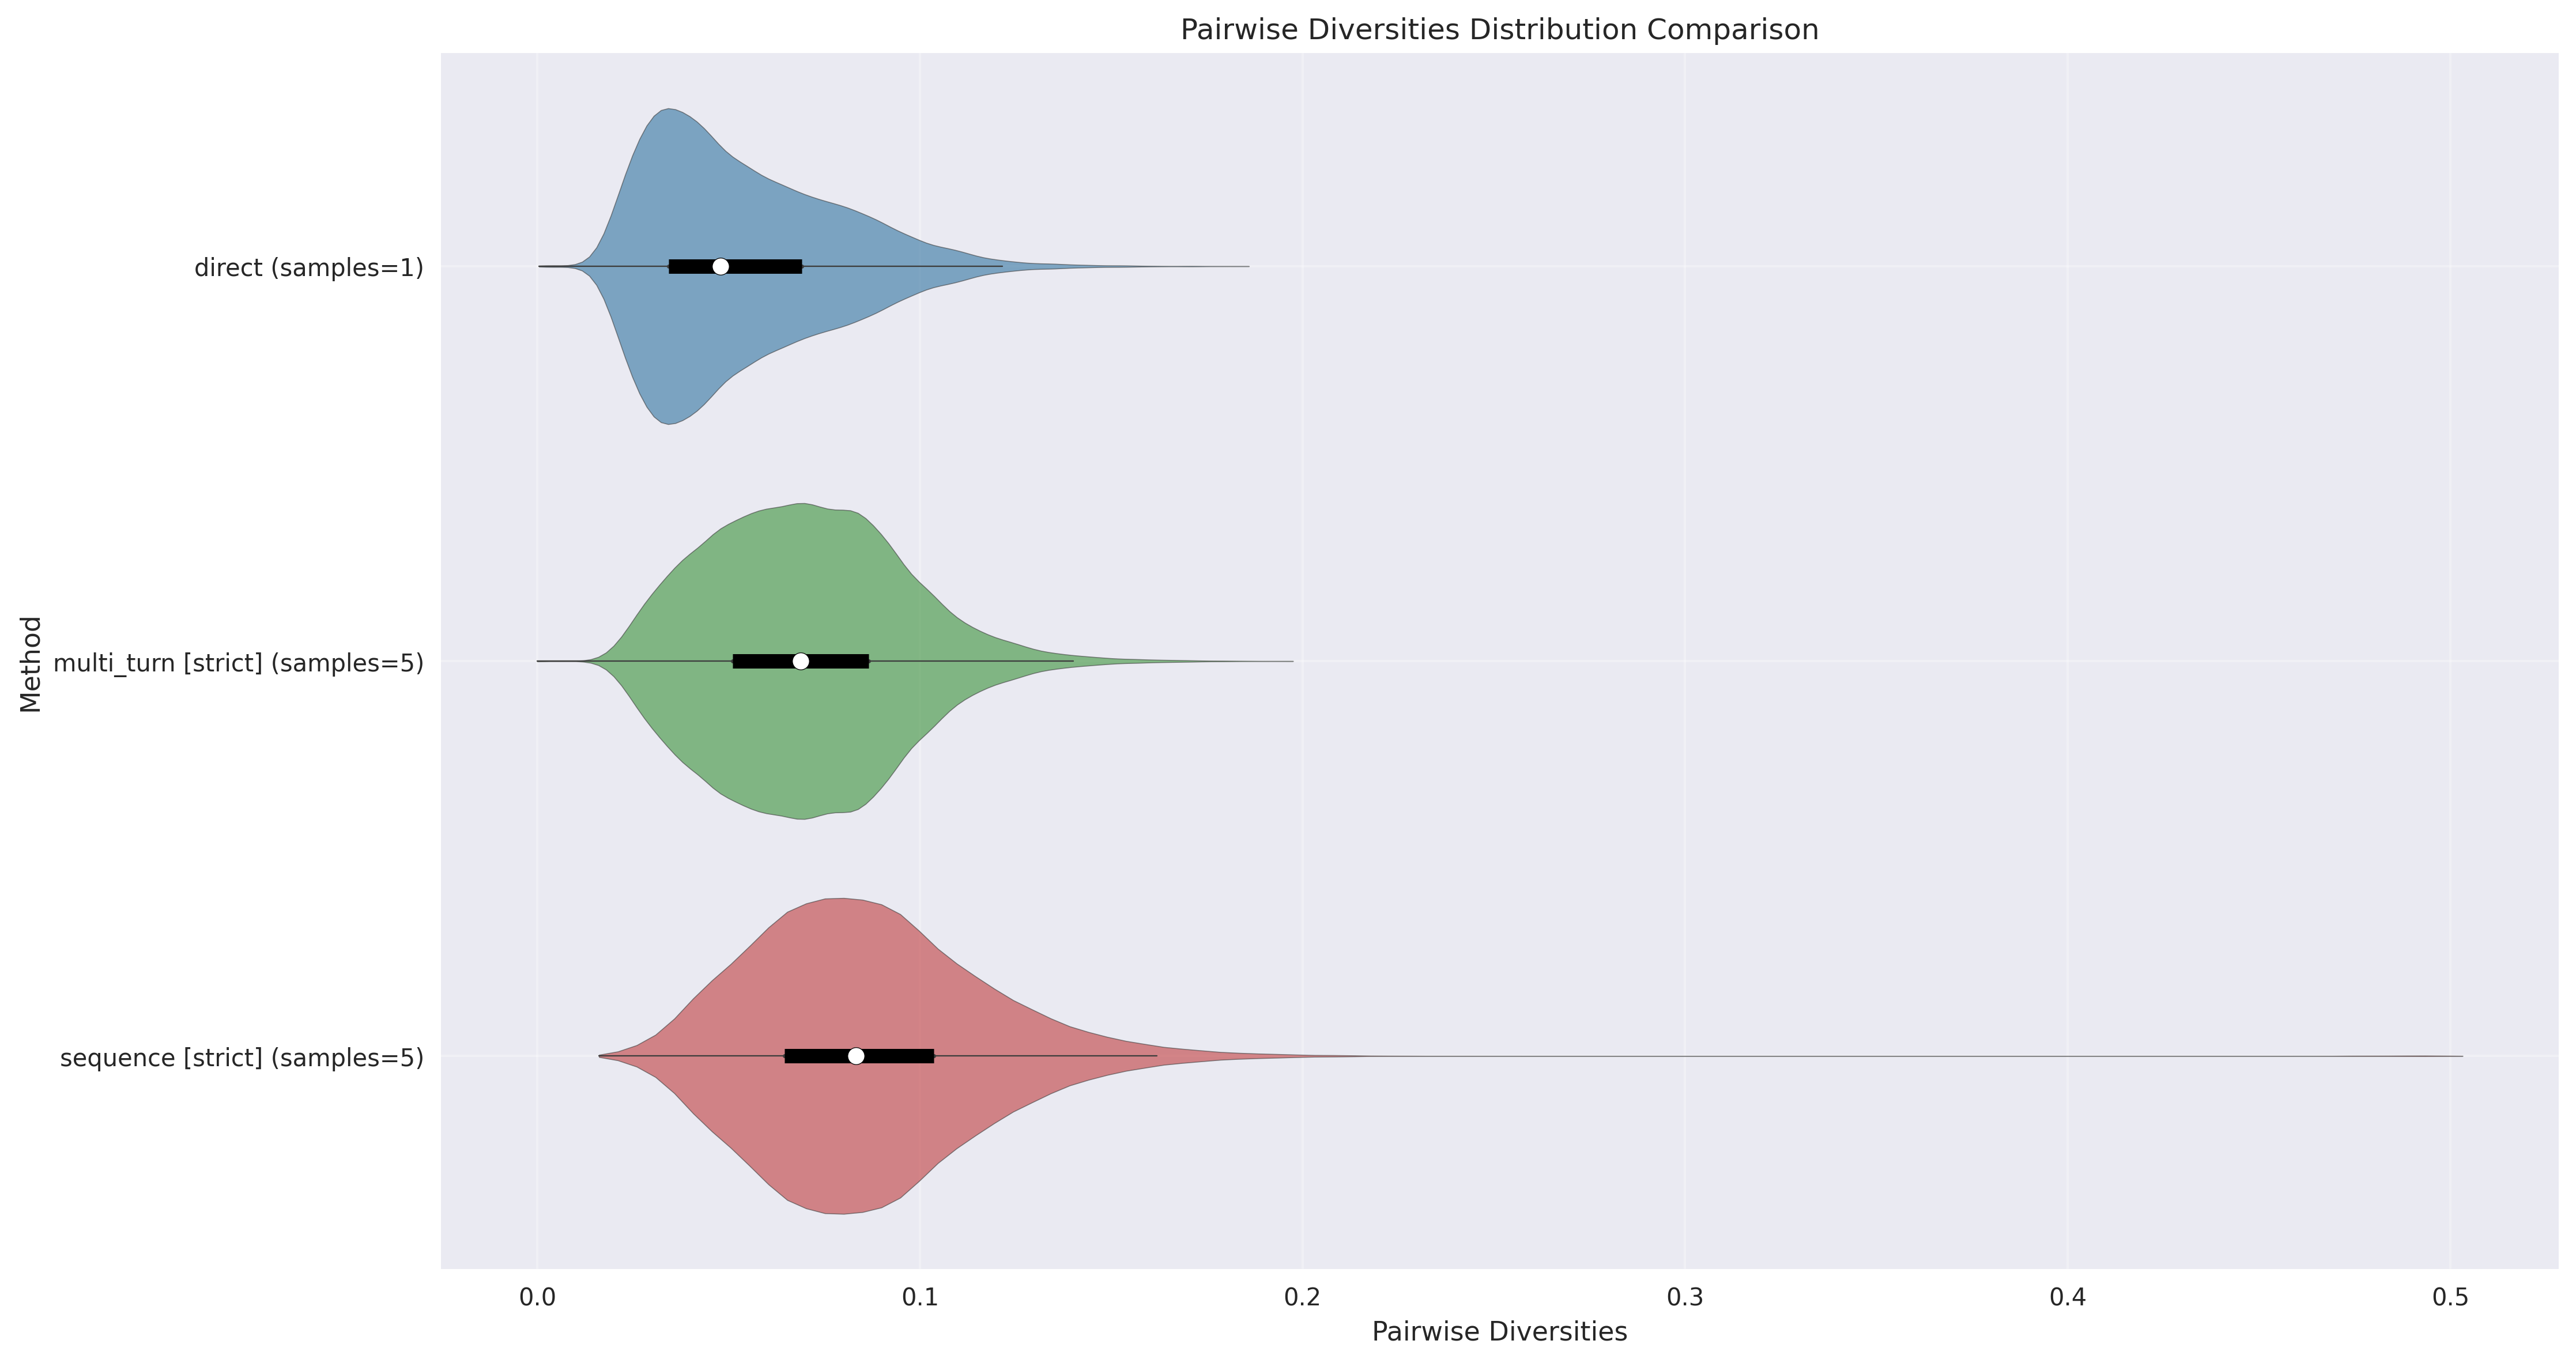 Pairwise Diversities Distribution Comparison
Method
direct (samples=1)
multi_turn [strict] (samples=5)
sequence [strict] (samples=5)
0.0 0.1 0.2 0.3 0.4 0.5
Pairwise Diversities